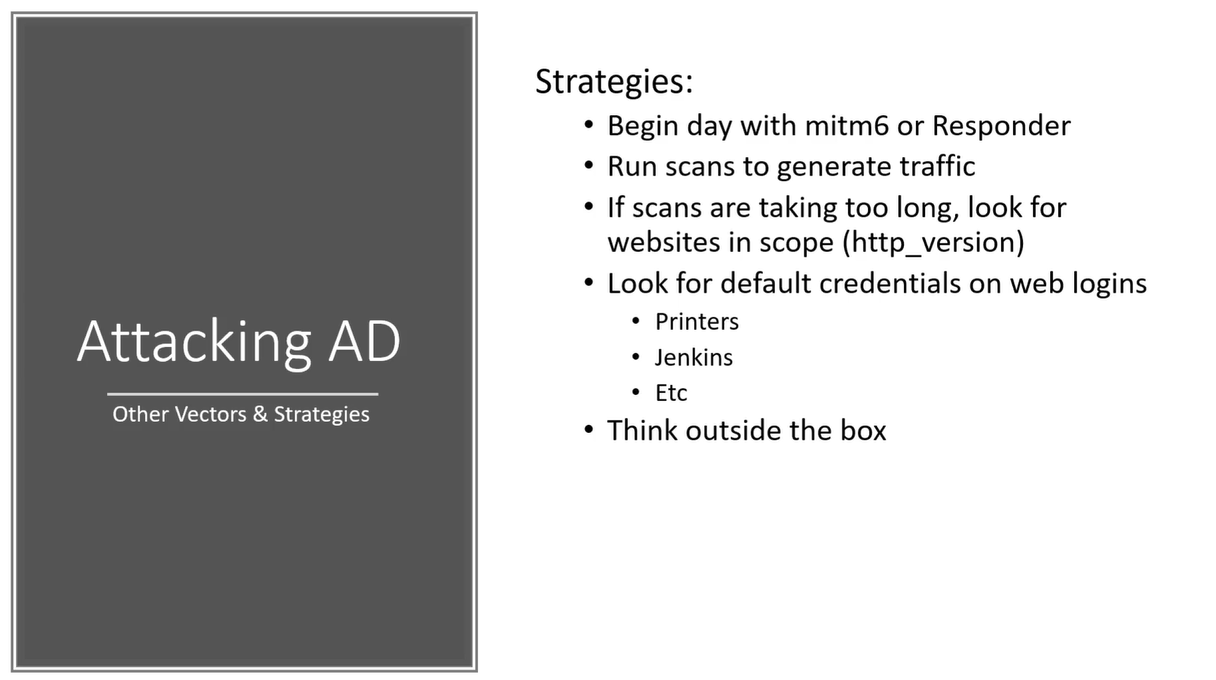 Attacking AD
Other Vectors & Strategies
Strategies:
• Begin day with mitm6 or Responder
• Run scans to generate traffic
• If scans are taking too long, look for
websites in scope (http_version)
• Look for default credentials on web logins
• Printers
• Jenkins
• Etc
• Think outside the box